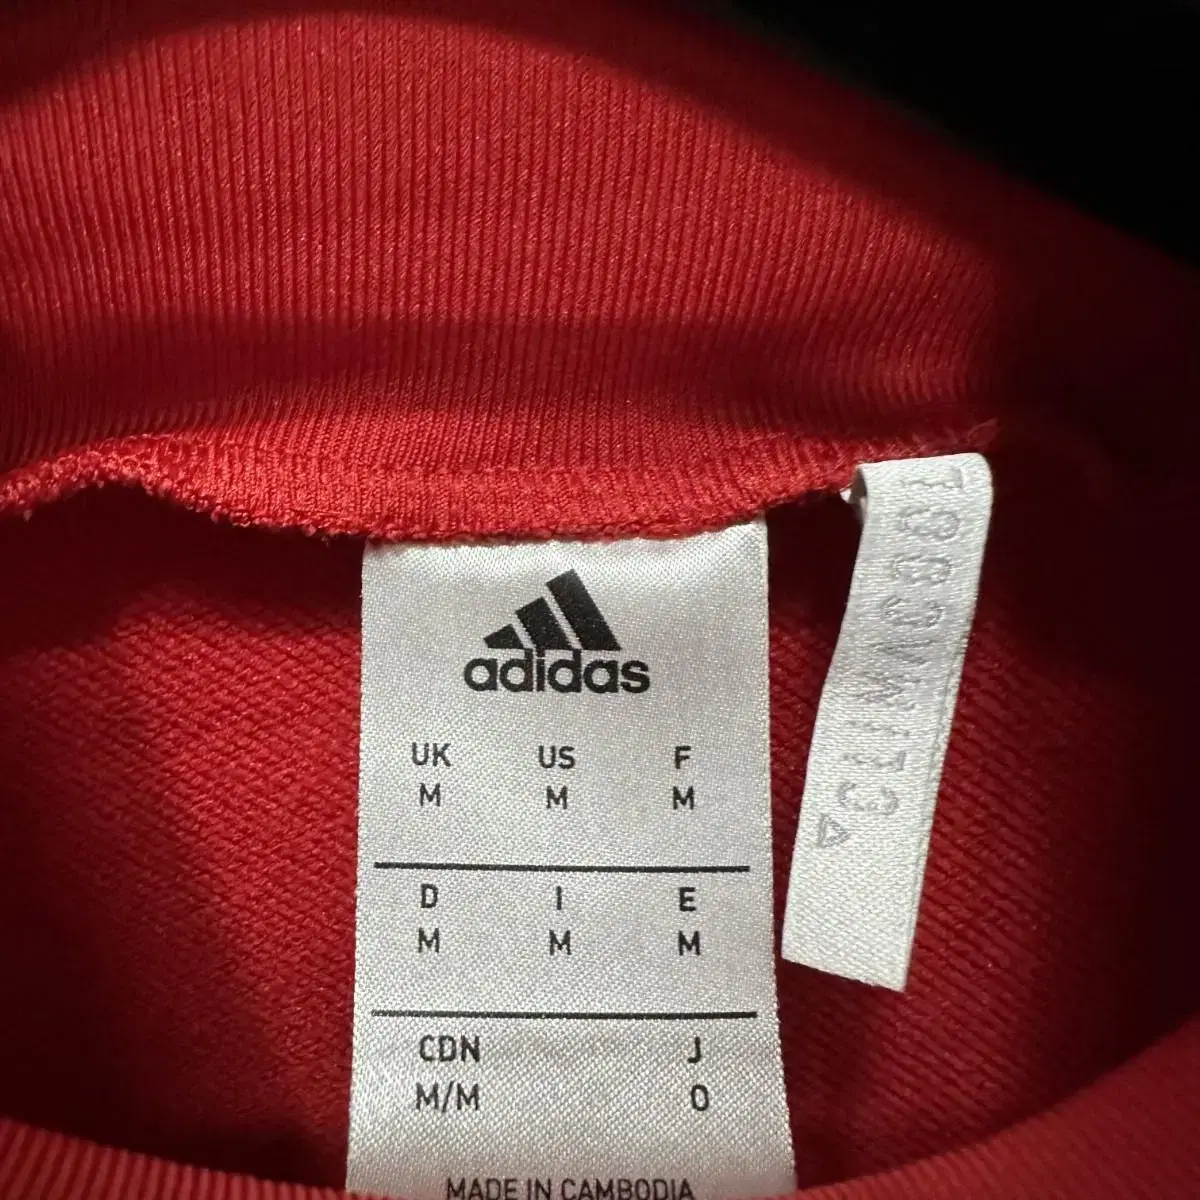 adidas
UK US F
M M M
D I E
M M M
CDN J
M/M O
MADE IN CAMBODIA